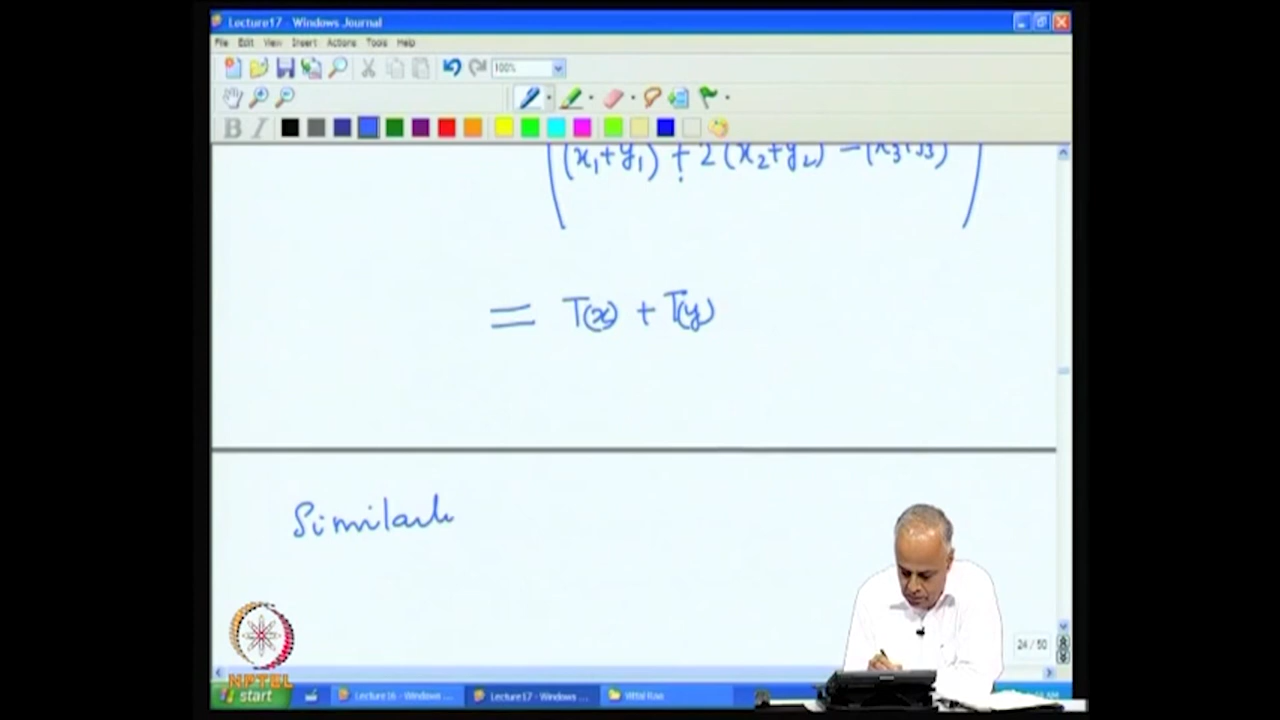 Lecture17 - Windows Journal
File Edit View Insert Actions Tools Help
100%
B I
(x₁+y₁) + 2(x₂+y₂) - (x₃+y₃)
= T(x) + T(y)
Similarl
24 / 50
NPTEL
start Lecture16 - Windows ... Lecture17 - Windows ... Vittal Rao